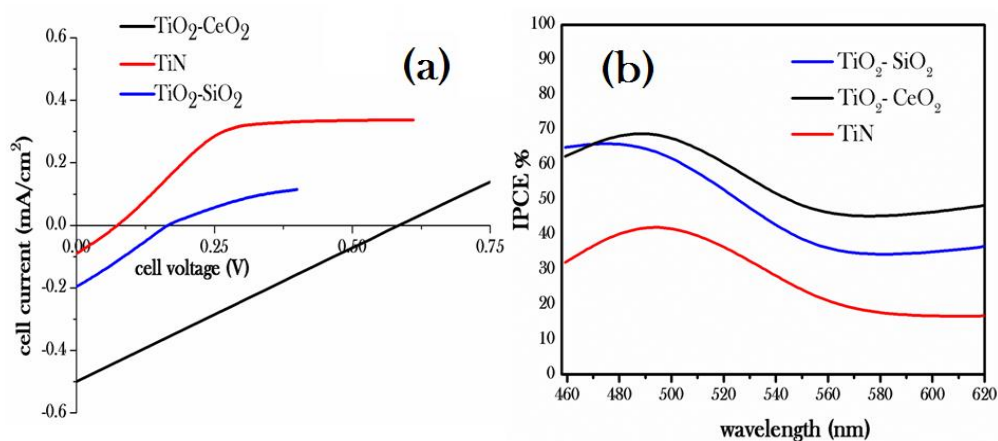 TiO₂-CeO₂
TiN
TiO₂-SiO₂
(a)
0.6
0.4
0.2
0.0
-0.2
-0.4
-0.6
0.00
0.25
0.50
0.75
cell voltage (V)
cell current (mA/cm²)
(b)
TiO₂- SiO₂
TiO₂- CeO₂
TiN
100
90
80
70
60
50
40
30
20
10
0
460 480 500 520 540 560 580 600 620
IPCE %
wavelength (nm)